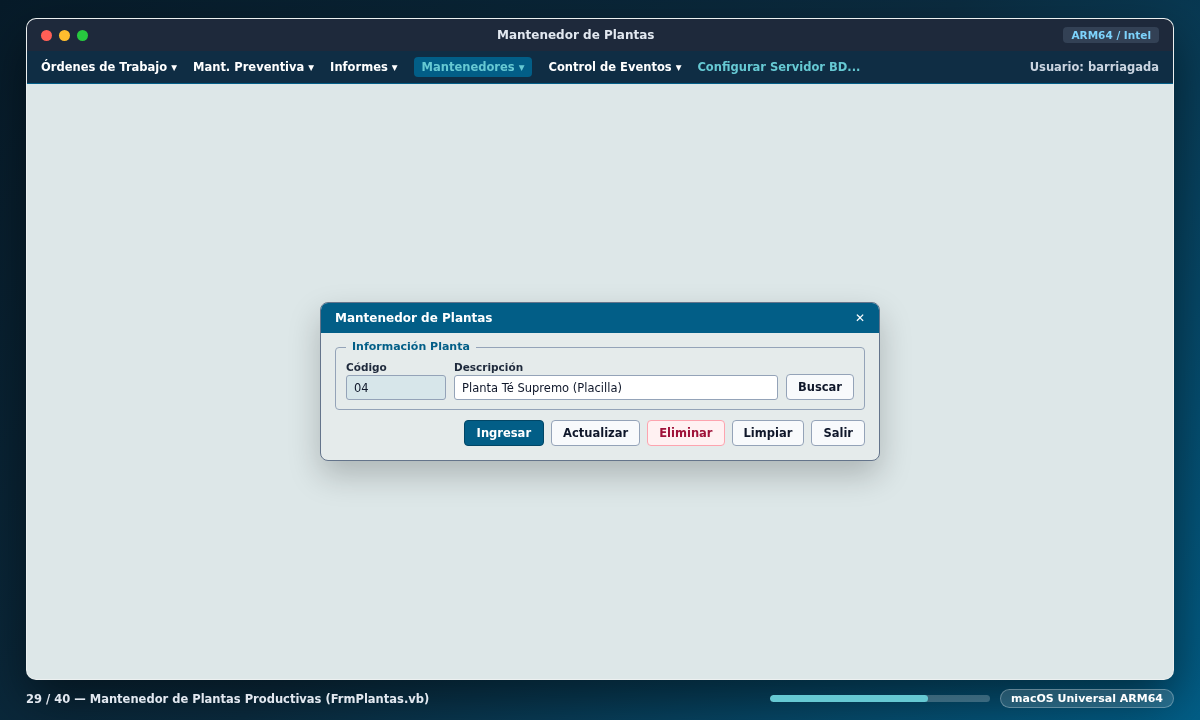 Mantenedor de Plantas
ARM64 / Intel
Órdenes de Trabajo ▾ Mant. Preventiva ▾ Informes ▾ Mantenedores ▾ Control de Eventos ▾ Configurar Servidor BD... Usuario: barriagada
Mantenedor de Plantas ✕
Información Planta
Código Descripción
04 Planta Té Supremo (Placilla) Buscar
Ingresar Actualizar Eliminar Limpiar Salir
29 / 40 — Mantenedor de Plantas Productivas (FrmPlantas.vb) macOS Universal ARM64